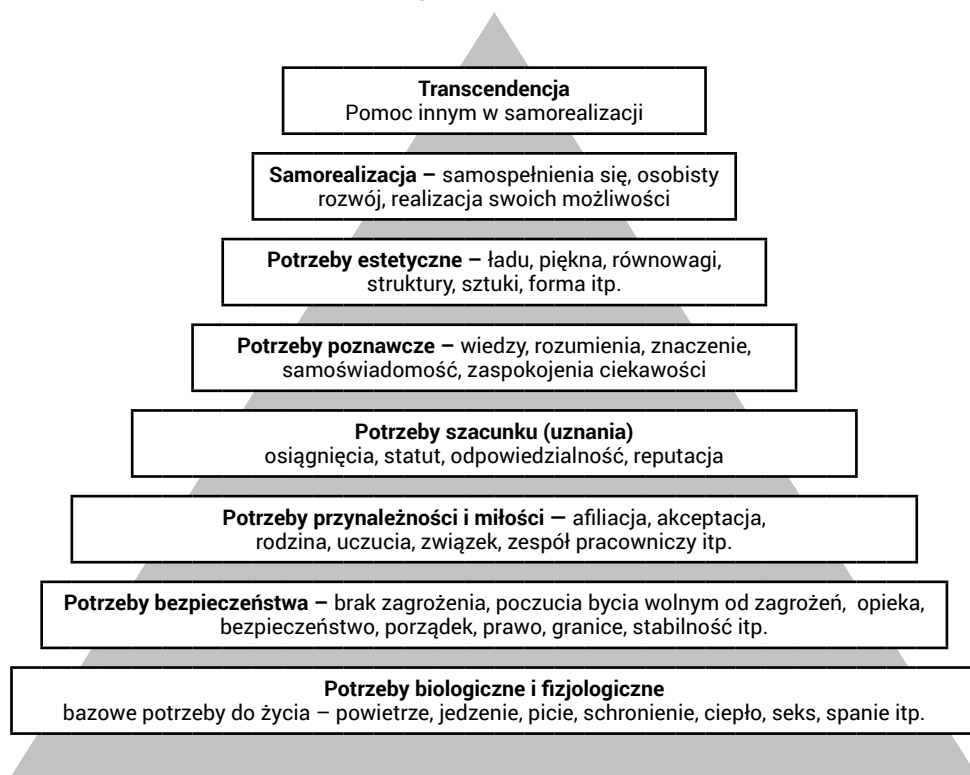 Transcendencja
Pomoc innym w samorealizacji
Samorealizacja – samospełnienia się, osobisty
rozwój, realizacja swoich możliwości
Potrzeby estetyczne – ładu, piękna, równowagi,
struktury, sztuki, forma itp.
Potrzeby poznawcze – wiedzy, rozumienia, znaczenie,
samoświadomość, zaspokojenia ciekawości
Potrzeby szacunku (uznania)
osiągnięcia, statut, odpowiedzialność, reputacja
Potrzeby przynależności i miłości — afiliacja, akceptacja,
rodzina, uczucia, związek, zespół pracowniczy itp.
Potrzeby bezpieczeństwa – brak zagrożenia, poczucia bycia wolnym od zagrożeń, opieka,
bezpieczeństwo, porządek, prawo, granice, stabilność itp.
Potrzeby biologiczne i fizjologiczne
bazowe potrzeby do życia – powietrze, jedzenie, picie, schronienie, ciepło, seks, spanie itp.